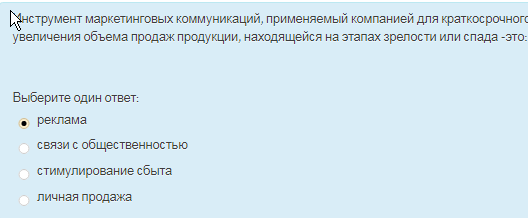 Инструмент маркетинговых коммуникаций, применяемый компанией для краткосрочного
увеличения объема продаж продукции, находящейся на этапах зрелости или спада -это:
Выберите один ответ:
реклама
связи с общественностью
стимулирование сбыта
личная продажа